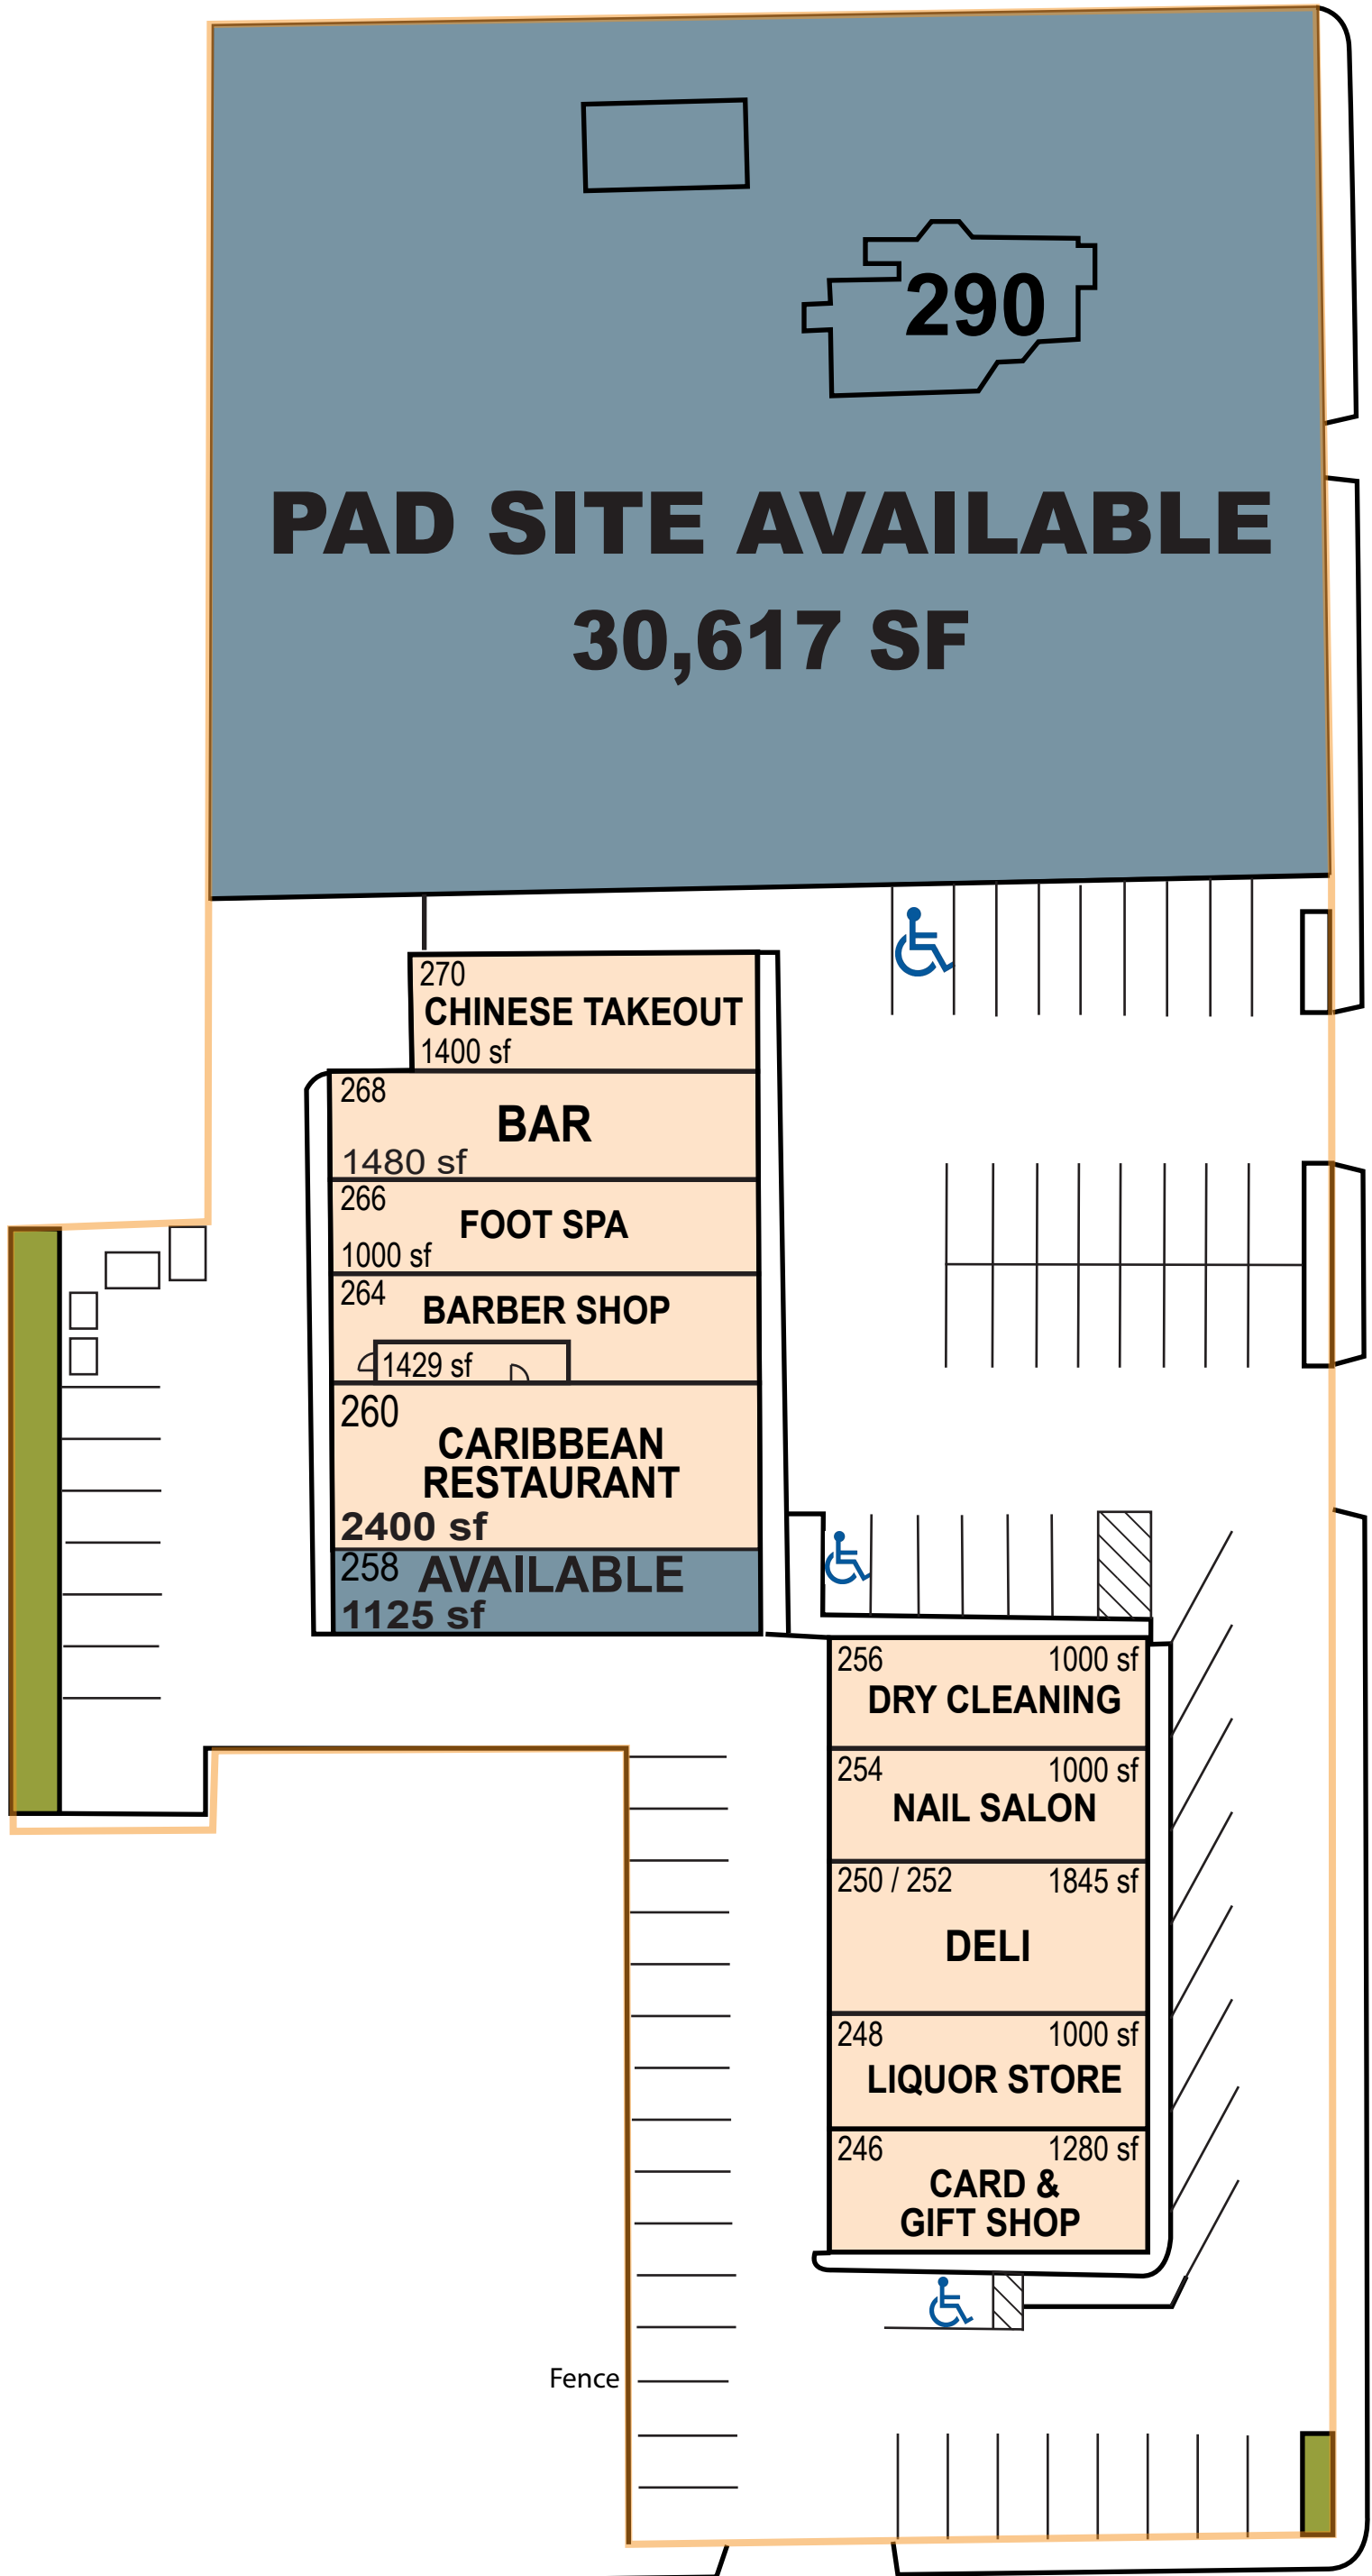 290
PAD SITE AVAILABLE
30,617 SF
270
CHINESE TAKEOUT
1400 sf
268
BAR
1480 sf
266
FOOT SPA
1000 sf
264
BARBER SHOP
1429 sf
260
CARIBBEAN
RESTAURANT
2400 sf
258 AVAILABLE
1125 sf
256 1000 sf
DRY CLEANING
254 1000 sf
NAIL SALON
250 / 252 1845 sf
DELI
248 1000 sf
LIQUOR STORE
246 1280 sf
CARD &
GIFT SHOP
Fence